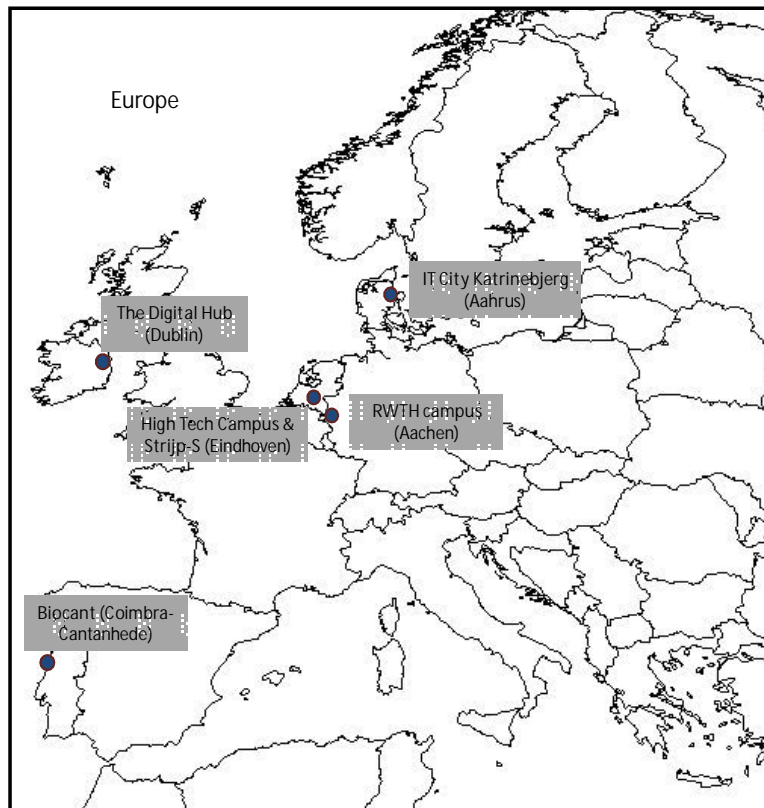 Europe
IT City Katrinebjerg
(Aahrus)
The Digital Hub
(Dublin)
High Tech Campus &
Strijp-S (Eindhoven)
RWTH campus
(Aachen)
Biocant (Coimbra-
Cantanhede)